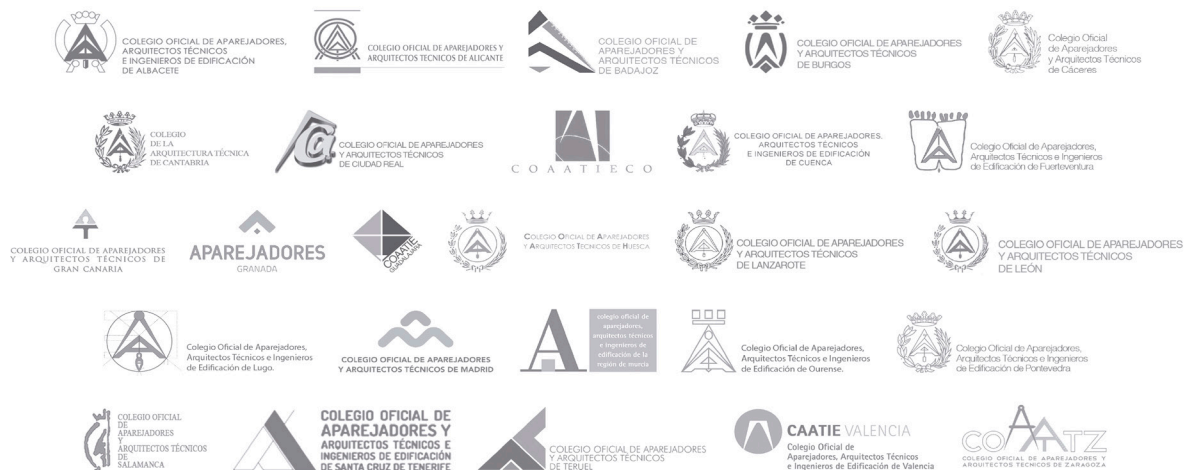 COLEGIO OFICIAL DE APAREJADORES,
ARQUITECTOS TÉCNICOS
E INGENIEROS DE EDIFICACIÓN
DE ALBACETE
COLEGIO OFICIAL DE APAREJADORES Y
ARQUITECTOS TECNICOS DE ALICANTE
COLEGIO OFICIAL DE
APAREJADORES Y
ARQUITECTOS TÉCNICOS
DE BADAJOZ
COLEGIO OFICIAL DE APAREJADORES
Y ARQUITECTOS TÉCNICOS
DE BURGOS
Colegio Oficial
de Aparejadores
y Arquitectos Técnicos
de Cáceres
COLEGIO
DE LA
ARQUITECTURA TÉCNICA
DE CANTABRIA
COLEGIO OFICIAL DE APAREJADORES
Y ARQUITECTOS TÉCNICOS
DE CIUDAD REAL
COAATIECO
COLEGIO OFICIAL DE APAREJADORES,
ARQUITECTOS TÉCNICOS
E INGENIEROS DE EDIFICACIÓN
DE CUENCA
Colegio Oficial de Aparejadores,
Arquitectos Técnicos e Ingenieros
de Edificación de Fuerteventura
COLEGIO OFICIAL DE APAREJADORES
Y ARQUITECTOS TÉCNICOS DE
GRAN CANARIA
APAREJADORES
GRANADA
COAATIE
GUADALAJARA
COLEGIO OFICIAL DE APAREJADORES
Y ARQUITECTOS TECNICOS DE HUESCA
COLEGIO OFICIAL DE APAREJADORES
Y ARQUITECTOS TÉCNICOS
DE LANZAROTE
COLEGIO OFICIAL DE APAREJADORES
Y ARQUITECTOS TÉCNICOS
DE LEÓN
Colegio Oficial de Aparejadores,
Arquitectos Técnicos e Ingenieros
de Edificación de Lugo.
COLEGIO OFICIAL DE APAREJADORES
Y ARQUITECTOS TÉCNICOS DE MADRID
colegio oficial de
aparejadores,
arquitectos técnicos
e ingenieros de
edificación de la
región de murcia
Colegio Oficial de Aparejadores,
Arquitectos Técnicos e Ingenieros
de Edificación de Ourense.
Colegio Oficial de Aparejadores,
Arquitectos Técnicos e Ingenieros
de Edificación de Pontevedra
COLEGIO OFICIAL
DE
APAREJADORES
Y
ARQUITECTOS TÉCNICOS
DE
SALAMANCA
COLEGIO OFICIAL DE
APAREJADORES Y
ARQUITECTOS TÉCNICOS E
INGENIEROS DE EDIFICACIÓN
DE SANTA CRUZ DE TENERIFE
COLEGIO OFICIAL DE APAREJADORES
Y ARQUITECTOS TÉCNICOS
DE TERUEL
CAATIE VALENCIA
Colegio Oficial de
Aparejadores, Arquitectos Técnicos
e Ingenieros de Edificación de Valencia
COAATZ
COLEGIO OFICIAL DE APAREJADORES Y
ARQUITECTOS TÉCNICOS DE ZARAGOZA